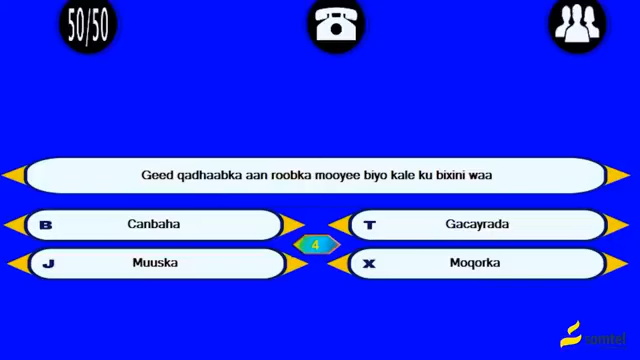 50/50
Geed qadhaabka aan roobka mooyee biyo kale ku bixini waa
B Canbaha
T Gacayrada
4
J Muuska
X Moqorka
somtel